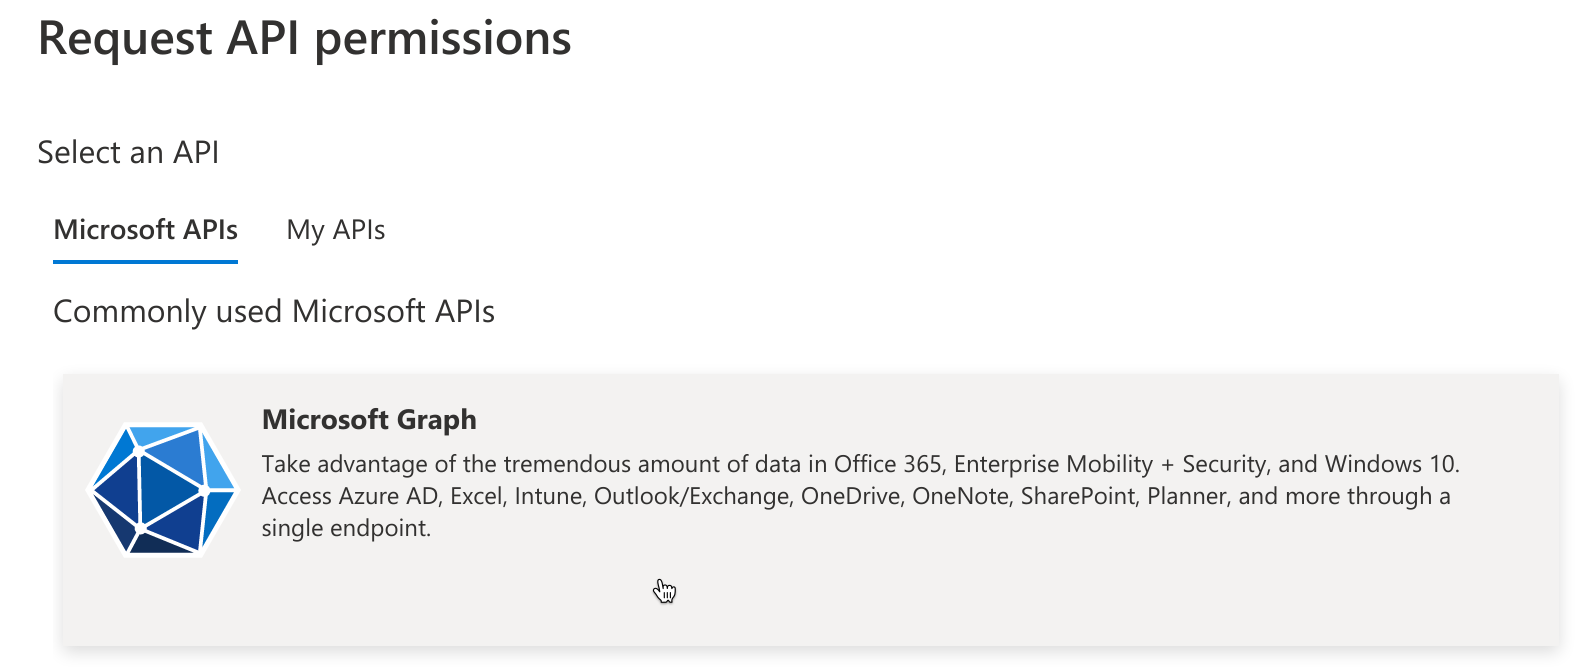 Request API permissions
Select an API
Microsoft APIs My APIs
Commonly used Microsoft APIs
Microsoft Graph
Take advantage of the tremendous amount of data in Office 365, Enterprise Mobility + Security, and Windows 10.
Access Azure AD, Excel, Intune, Outlook/Exchange, OneDrive, OneNote, SharePoint, Planner, and more through a
single endpoint.